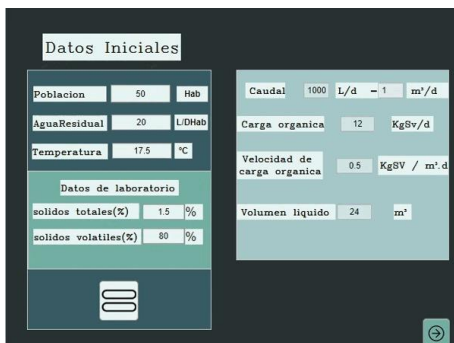 Datos Iniciales
Poblacion 50 Hab
AguaResidual 20 L/DHab
Temperatura 17.5 ºC
Datos de laboratorio
solidos totales(%) 1.5 %
solidos volatiles(%) 80 %
Caudal 1000 L/d - 1 m³/d
Carga organica 12 KgSv/d
Velocidad de
carga organica 0.5 KgSV / m³.d
Volumen liquido 24 m³